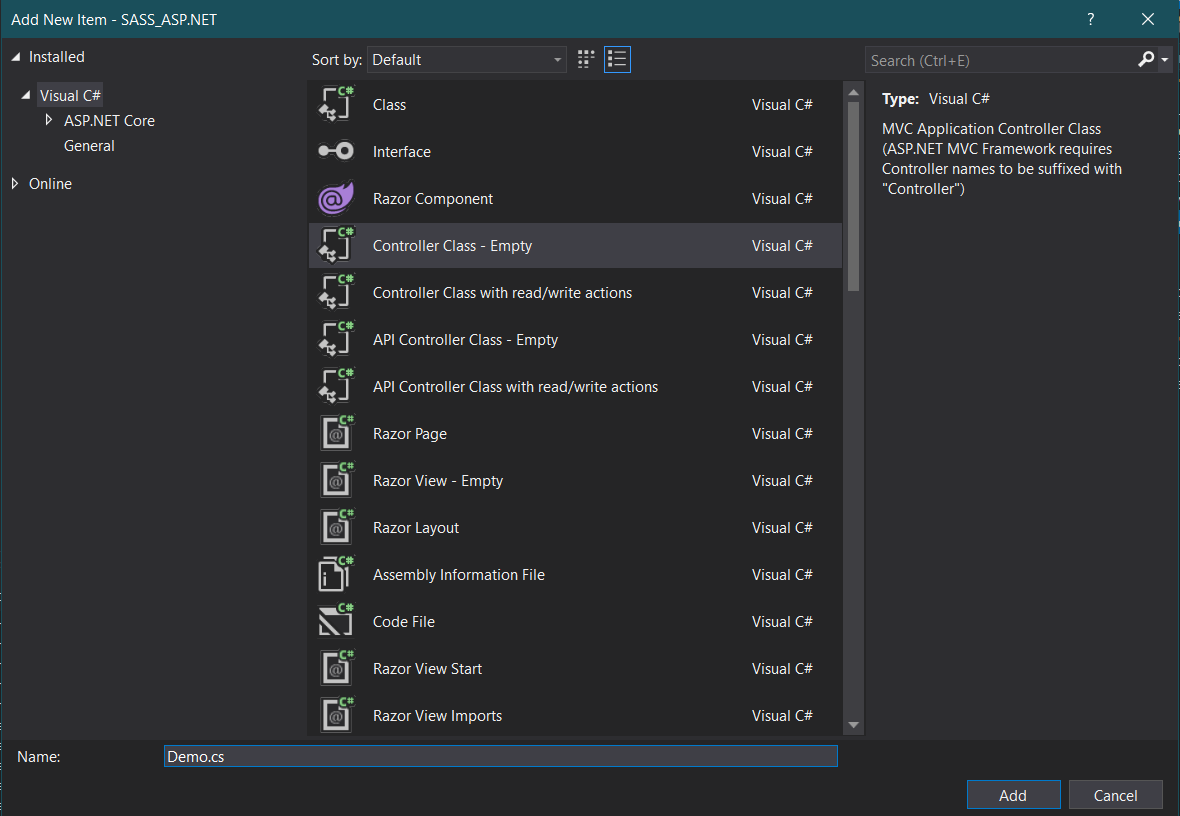 Add New Item - SASS_ASP.NET
?
Installed
Sort by: Default
Search (Ctrl+E)
Visual C#
ASP.NET Core
General
Online
C# Class Visual C#
Interface Visual C#
@ Razor Component Visual C#
C# Controller Class - Empty Visual C#
C# Controller Class with read/write actions Visual C#
C# API Controller Class - Empty Visual C#
C# API Controller Class with read/write actions Visual C#
C# @ Razor Page Visual C#
C# @ Razor View - Empty Visual C#
C# @ Razor Layout Visual C#
C# i Assembly Information File Visual C#
C# Code File Visual C#
C# @ Razor View Start Visual C#
C# @ Razor View Imports Visual C#
Type: Visual C#
MVC Application Controller Class
(ASP.NET MVC Framework requires
Controller names to be suffixed with
"Controller")
Name: Demo.cs
Add Cancel